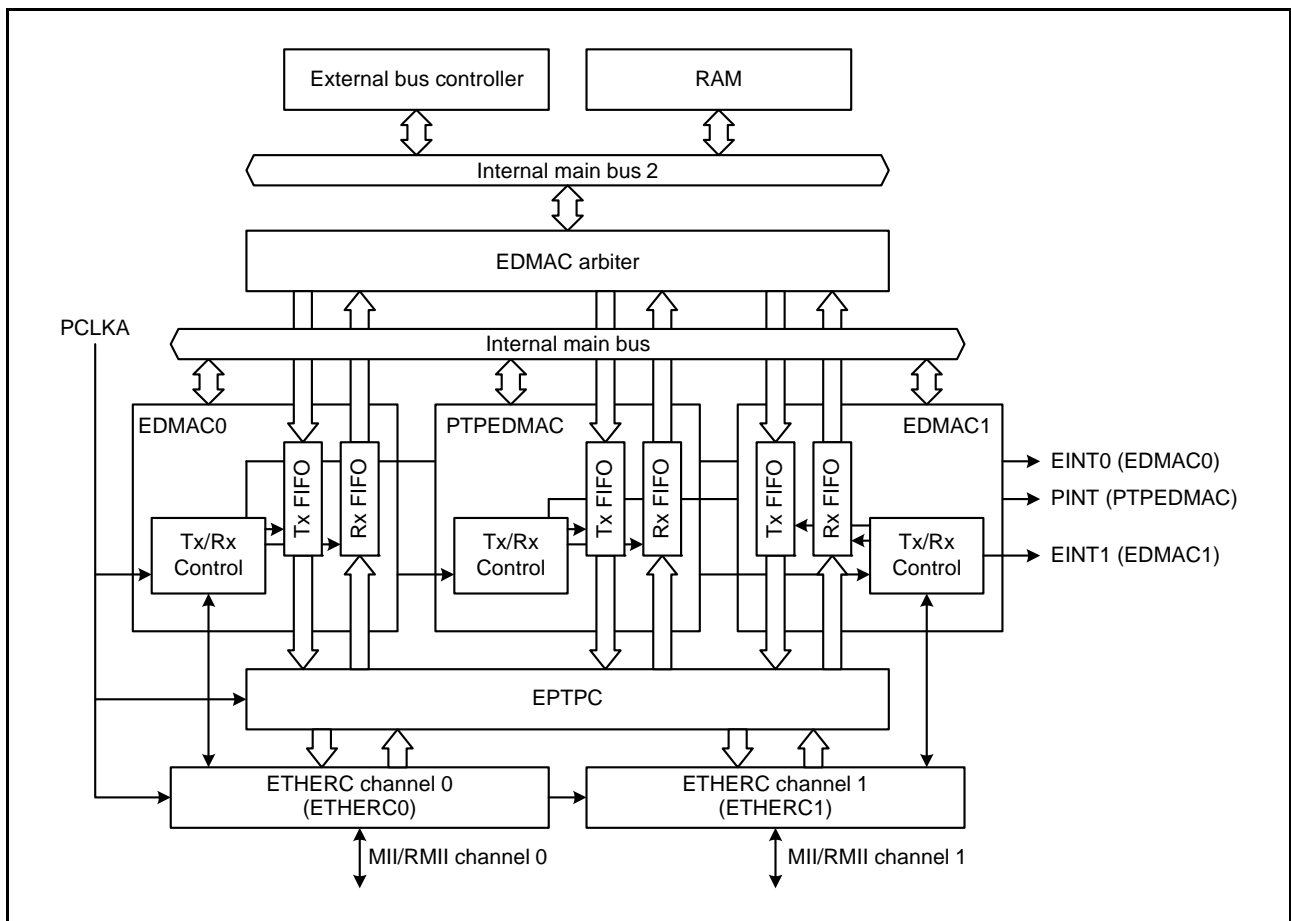 External bus controller
RAM
Internal main bus 2
EDMAC arbiter
PCLKA
Internal main bus
EDMAC0
PTPEDMAC
EDMAC1
Tx FIFO
Rx FIFO
Tx FIFO
Rx FIFO
Tx FIFO
Rx FIFO
EINT0 (EDMAC0)
PINT (PTPEDMAC)
EINT1 (EDMAC1)
Tx/Rx
Control
Tx/Rx
Control
Tx/Rx
Control
EPTPC
ETHERC channel 0
(ETHERC0)
ETHERC channel 1
(ETHERC1)
MII/RMII channel 0
MII/RMII channel 1